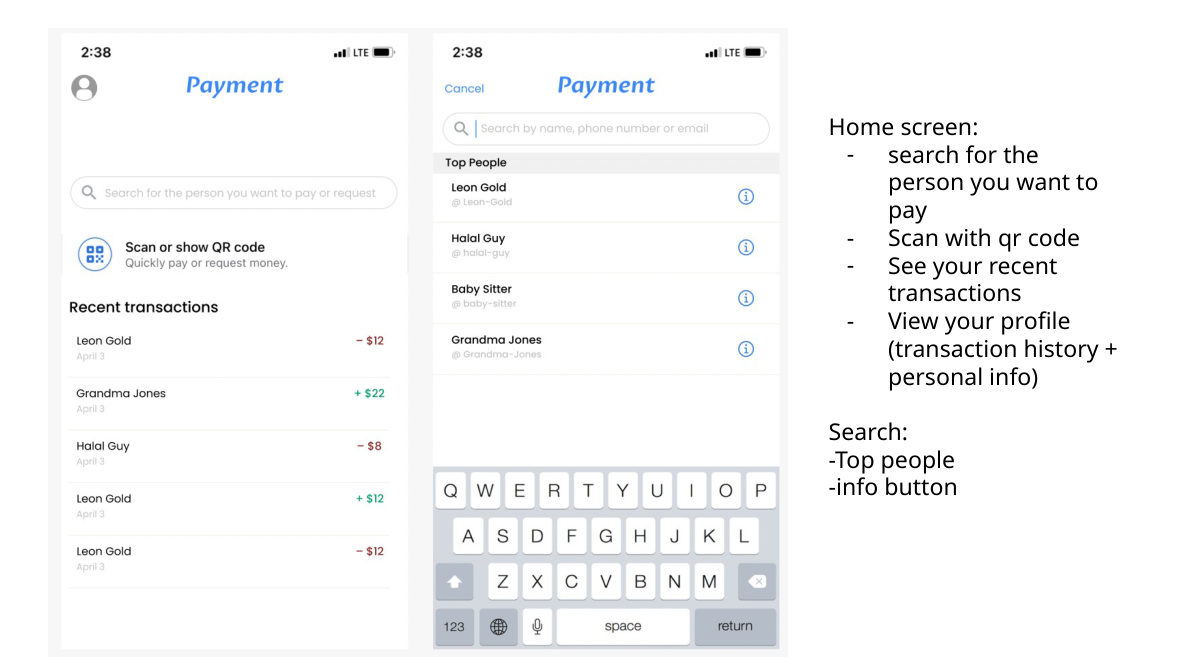 2:38
LTE
Payment
Search for the person you want to pay or request
Scan or show QR code
Quickly pay or request money.
Recent transactions
Leon Gold
– $12
April 3
Grandma Jones
+ $22
April 3
Halal Guy
– $8
April 3
Leon Gold
+ $12
April 3
Leon Gold
– $12
April 3
2:38
LTE
Cancel
Payment
Search by name, phone number or email
Top People
Leon Gold
@ Leon-Gold
Halal Guy
@ halal-guy
Baby Sitter
@ baby-sitter
Grandma Jones
@ Grandma-Jones
Q W E R T Y U I O P
A S D F G H J K L
Z X C V B N M
123 space return
Home screen:
- search for the
person you want to
pay
- Scan with qr code
- See your recent
transactions
- View your profile
(transaction history +
personal info)
Search:
-Top people
-info button